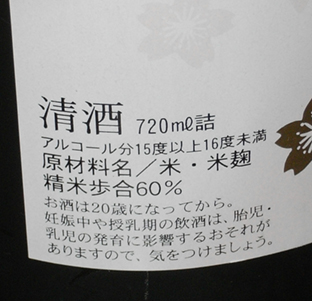 清酒 720ml詰
アルコール分15度以上16度未満
原材料名／米・米麹
精米歩合60%
お酒は20歳になってから。
妊娠中や授乳期の飲酒は、胎児・
乳児の発育に影響するおそれが
ありますので、気をつけましょう。